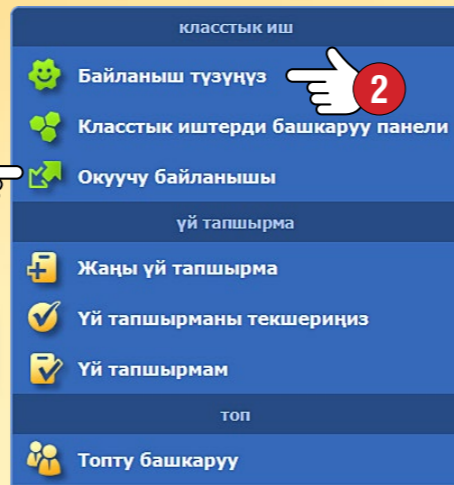 класстык иш
Байланыш түзүңүз
2
Класстык иштерди башкаруу панели
Окуучу байланышы
үй тапшырма
Жаңы үй тапшырма
Үй тапшырманы текшериңиз
Үй тапшырмам
топ
Топту башкаруу